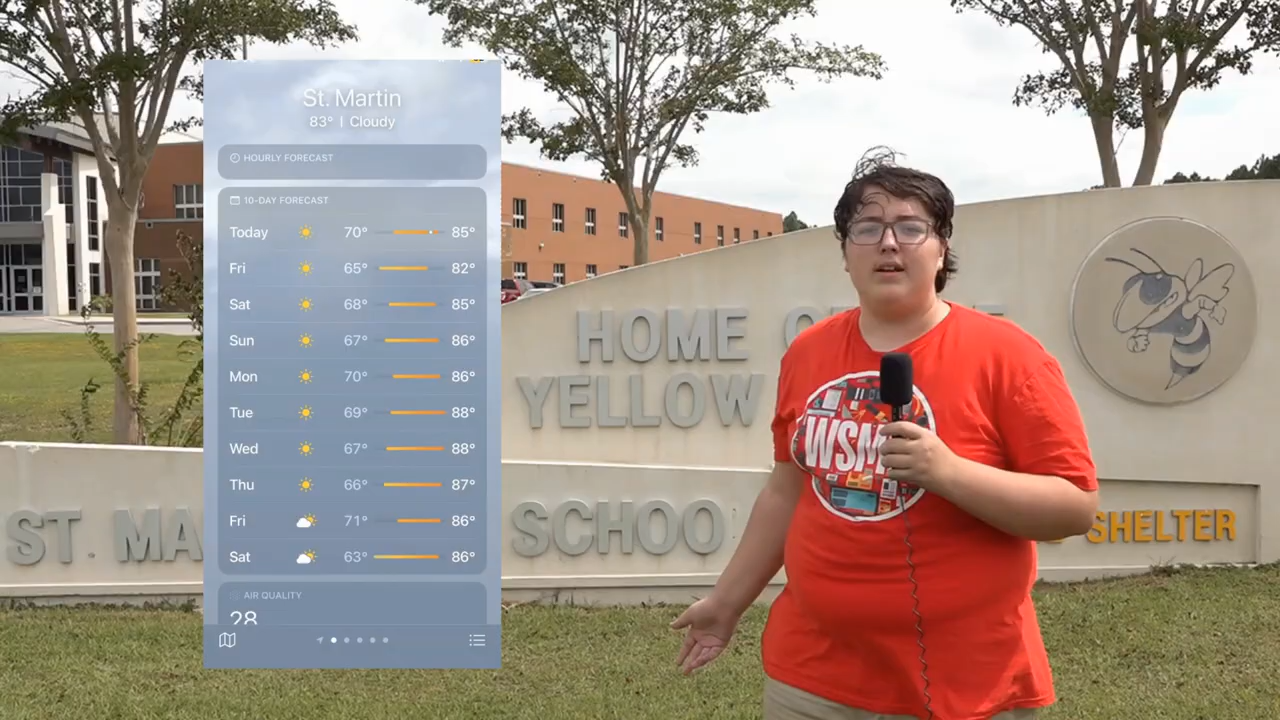 St. Martin
83° | Cloudy
HOURLY FORECAST
10-DAY FORECAST
Today 70° 85°
Fri 65° 82°
Sat 68° 85°
Sun 67° 86°
Mon 70° 86°
Tue 69° 88°
Wed 67° 88°
Thu 66° 87°
Fri 71° 86°
Sat 63° 86°
AIR QUALITY
28
HOME
YELLOW
ST. MA
SCHOO
SHELTER
WSM